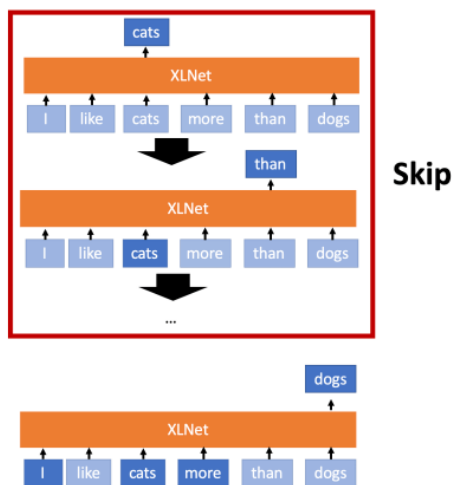 cats
XLNet
I like cats more than dogs
than
Skip
XLNet
I like cats more than dogs
...
dogs
XLNet
I like cats more than dogs